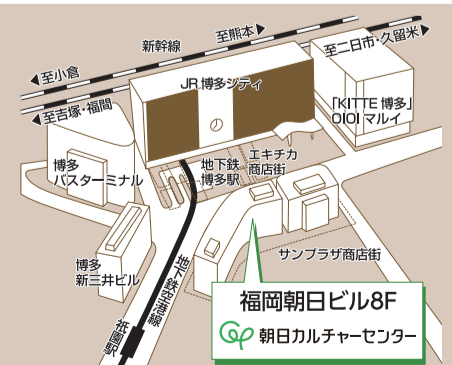 新幹線
至熊本
至二日市・久留米
至小倉
至吉塚・福間
JR 博多シティ
「KITTE 博多」
OIOI マルイ
博多
バスターミナル
地下鉄
博多駅
エキチカ
商店街
博多
新三井ビル
地下鉄空港線
祇園駅
サンプラザ商店街
福岡朝日ビル8F
朝日カルチャーセンター